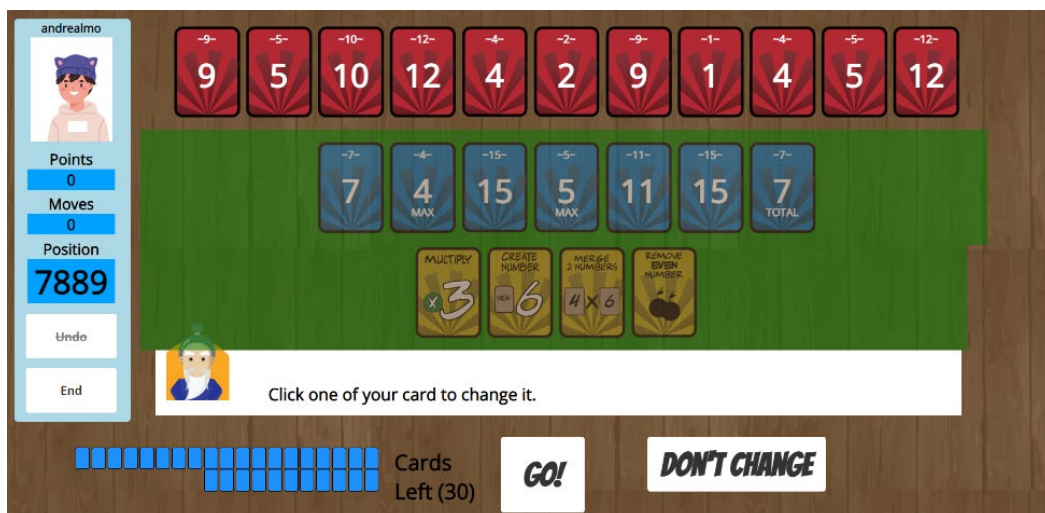 andrealmo
Points
0
Moves
0
Position
7889
Undo
End
~9~ ~5~ ~10~ ~12~ ~4~ ~2~ ~9~ ~1~ ~4~ ~5~ ~12~
9 5 10 12 4 2 9 1 4 5 12
~7~ ~4~ ~15~ ~5~ ~11~ ~15~ ~7~
7 4 15 5 11 15 7
MAX MAX TOTAL
MULTIPLY
x3
CREATE
NUMBER
6
MERGE
2 NUMBERS
4 x 6
REMOVE
EVEN
NUMBER
Click one of your card to change it.
Cards
Left (30)
GO!
DON'T CHANGE